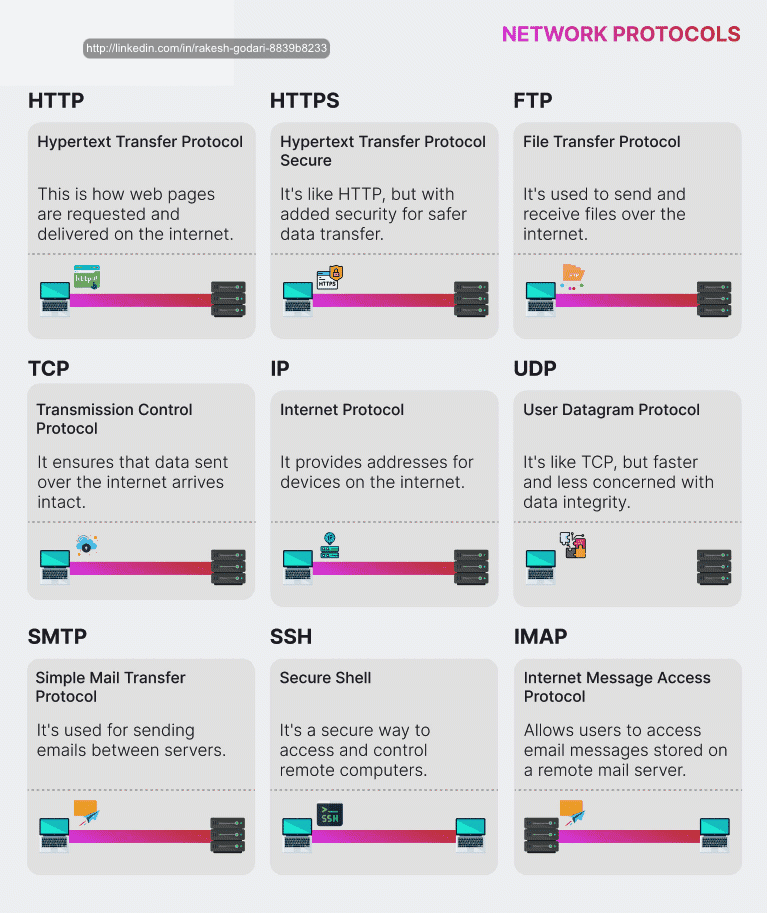 NETWORK PROTOCOLS
http://linkedin.com/in/rakesh-godari-8839b8233
HTTP
Hypertext Transfer Protocol
This is how web pages
are requested and
delivered on the internet.
HTTPS
Hypertext Transfer Protocol
Secure
It's like HTTP, but with
added security for safer
data transfer.
HTTPS
FTP
File Transfer Protocol
It's used to send and
receive files over the
internet.
TCP
Transmission Control
Protocol
It ensures that data sent
over the internet arrives
intact.
IP
Internet Protocol
It provides addresses for
devices on the internet.
IP
UDP
User Datagram Protocol
It's like TCP, but faster
and less concerned with
data integrity.
SMTP
Simple Mail Transfer
Protocol
It's used for sending
emails between servers.
SSH
Secure Shell
It's a secure way to
access and control
remote computers.
>_
SSH
IMAP
Internet Message Access
Protocol
Allows users to access
email messages stored on
a remote mail server.